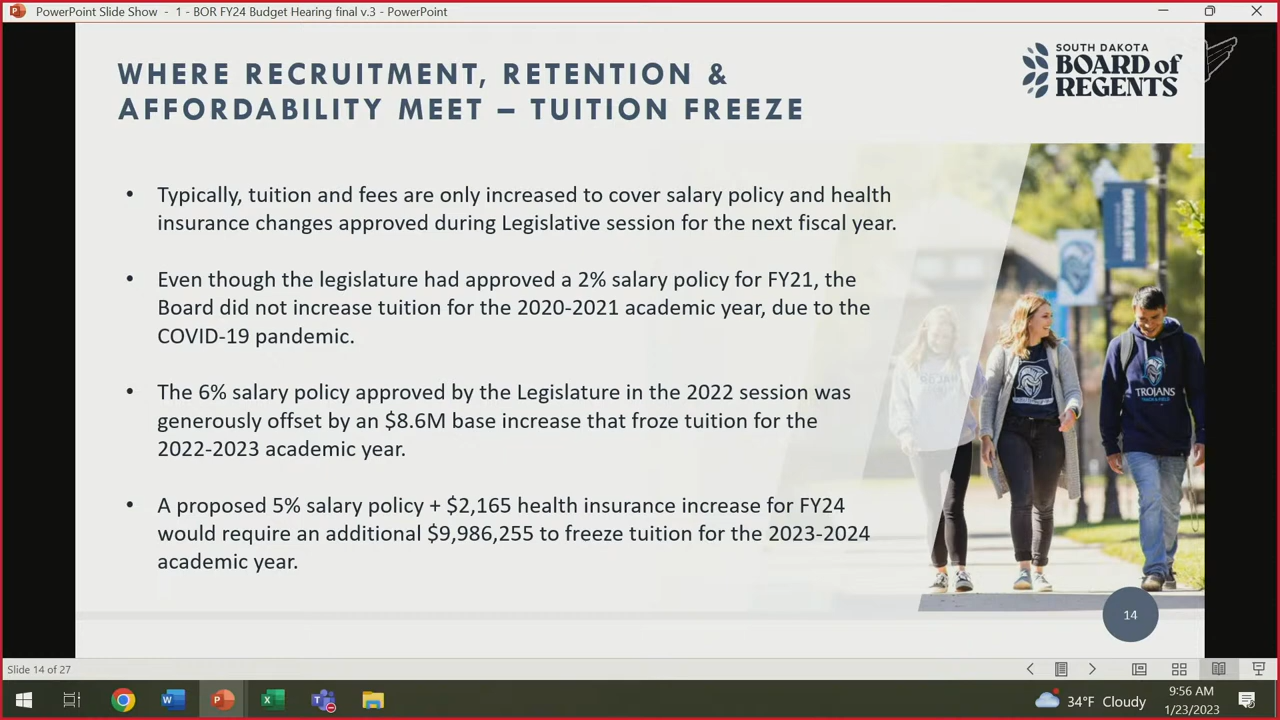 PowerPoint Slide Show - 1 - BOR FY24 Budget Hearing final v.3 - PowerPoint
WHERE RECRUITMENT, RETENTION &
AFFORDABILITY MEET – TUITION FREEZE
SOUTH DAKOTA
BOARD of
REGENTS
• Typically, tuition and fees are only increased to cover salary policy and health
insurance changes approved during Legislative session for the next fiscal year.
• Even though the legislature had approved a 2% salary policy for FY21, the
Board did not increase tuition for the 2020-2021 academic year, due to the
COVID-19 pandemic.
• The 6% salary policy approved by the Legislature in the 2022 session was
generously offset by an $8.6M base increase that froze tuition for the
2022-2023 academic year.
• A proposed 5% salary policy + $2,165 health insurance increase for FY24
would require an additional $9,986,255 to freeze tuition for the 2023-2024
academic year.
DAKOTA STATE
TROJANS
TRACK & FIELD
14
Slide 14 of 27
34°F Cloudy
9:56 AM
1/23/2023